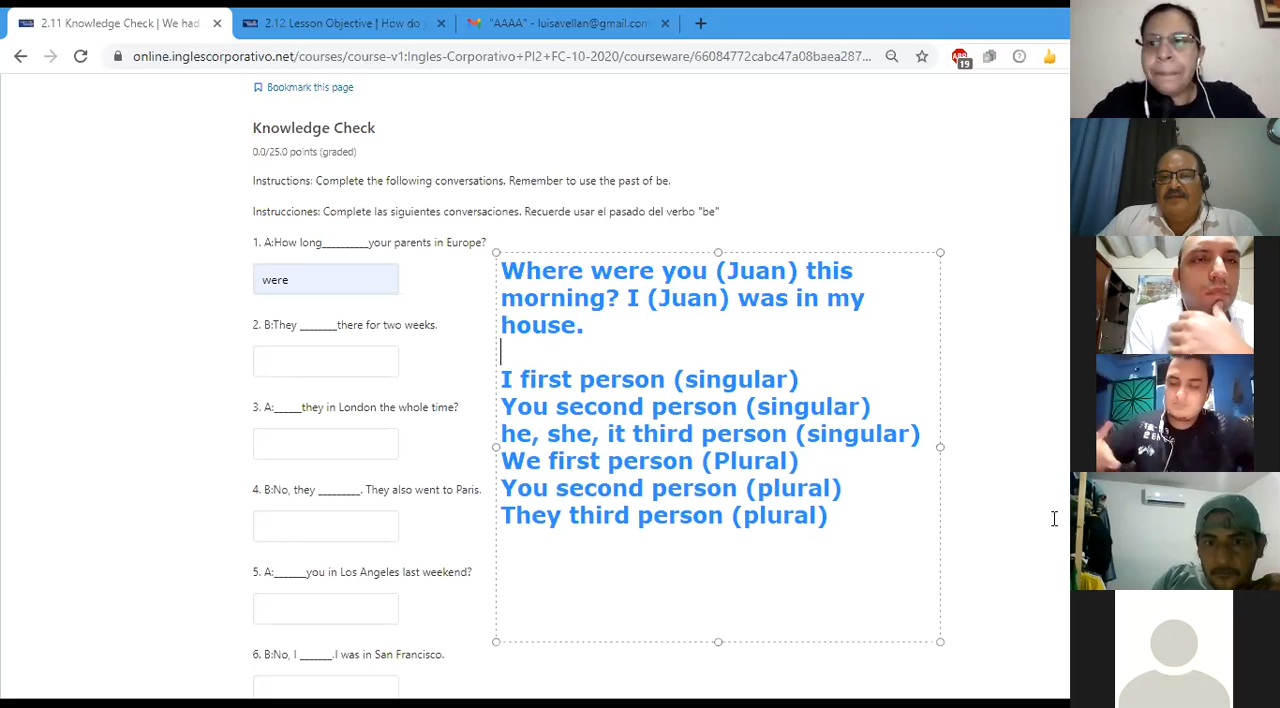 2.11 Knowledge Check | We had
2.12 Lesson Objective | How do
"AAAA" - luisavellan@gmail.com
online.inglescorporativo.net/courses/course-v1:Ingles-Corporativo+PI2+FC-10-2020/courseware/66084772cabc47a08baea287...
19
Bookmark this page
Knowledge Check
0.0/25.0 points (graded)
Instructions: Complete the following conversations. Remember to use the past of be.
Instrucciones: Complete las siguientes conversaciones. Recuerde usar el pasado del verbo "be"
1. A:How long__________your parents in Europe?
were
2. B:They _______there for two weeks.
3. A:_____they in London the whole time?
4. B:No, they ________. They also went to Paris.
5. A:______you in Los Angeles last weekend?
6. B:No, I ______.I was in San Francisco.
Where were you (Juan) this
morning? I (Juan) was in my
house.
I first person (singular)
You second person (singular)
he, she, it third person (singular)
We first person (Plural)
You second person (plural)
They third person (plural)